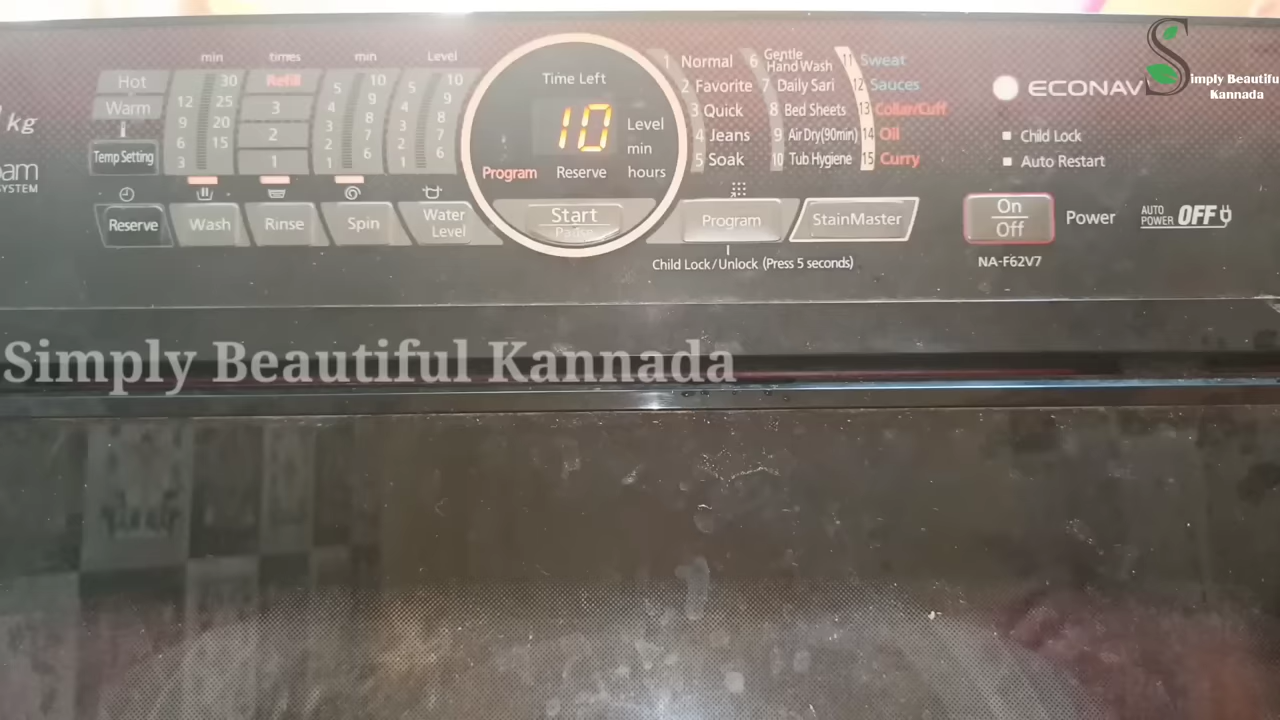 min times min Level
Hot
Warm
Temp Setting
kg
am
SYSTEM
30
12 25
9 20
6 15
3
Refill
3
2
1
10
5 9
4 8
3 7
2 6
1
10
5 9
4 8
3 7
2 6
1
Reserve
Wash
Rinse
Spin
Water
Level
Time Left
10
Level
min
hours
Program Reserve
Start
Pause
1 Normal
2 Favorite
3 Quick
4 Jeans
5 Soak
6 Gentle
Hand Wash
7 Daily Sari
8 Bed Sheets
9 Air Dry(90min)
10 Tub Hygiene
11 Sweat
12 Sauces
13 Collar/Cuff
14 Oil
15 Curry
Program
StainMaster
Child Lock/Unlock (Press 5 seconds)
ECONAV
Child Lock
Auto Restart
On
Off
Power
AUTO
POWER OFF
NA-F62V7
Simply Beautifu
Kannada
Simply Beautiful Kannada